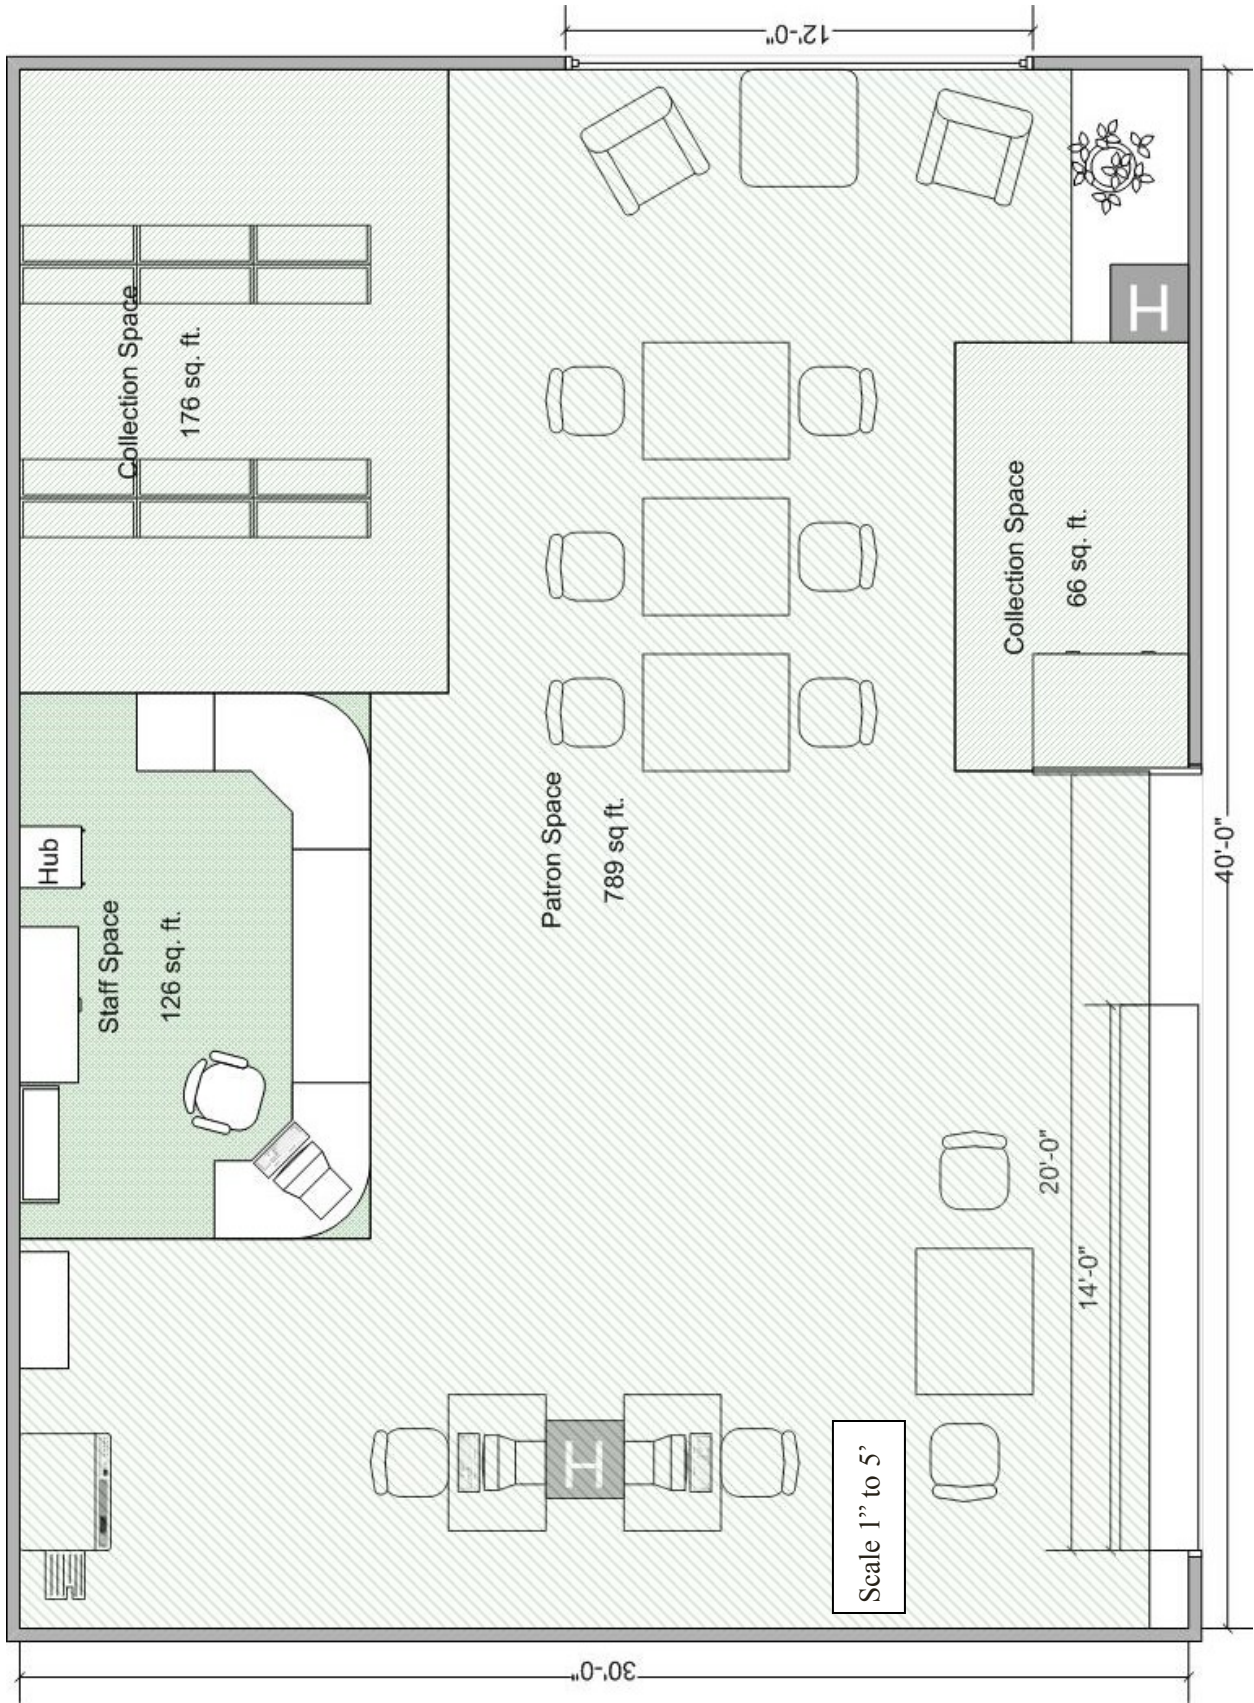 12'-0"
Collection Space
176 sq. ft.
H
Collection Space
66 sq. ft.
Hub
Staff Space
126 sq. ft.
Patron Space
789 sq ft.
40'-0"
20'-0"
14'-0"
H
Scale 1” to 5’
30'-0"